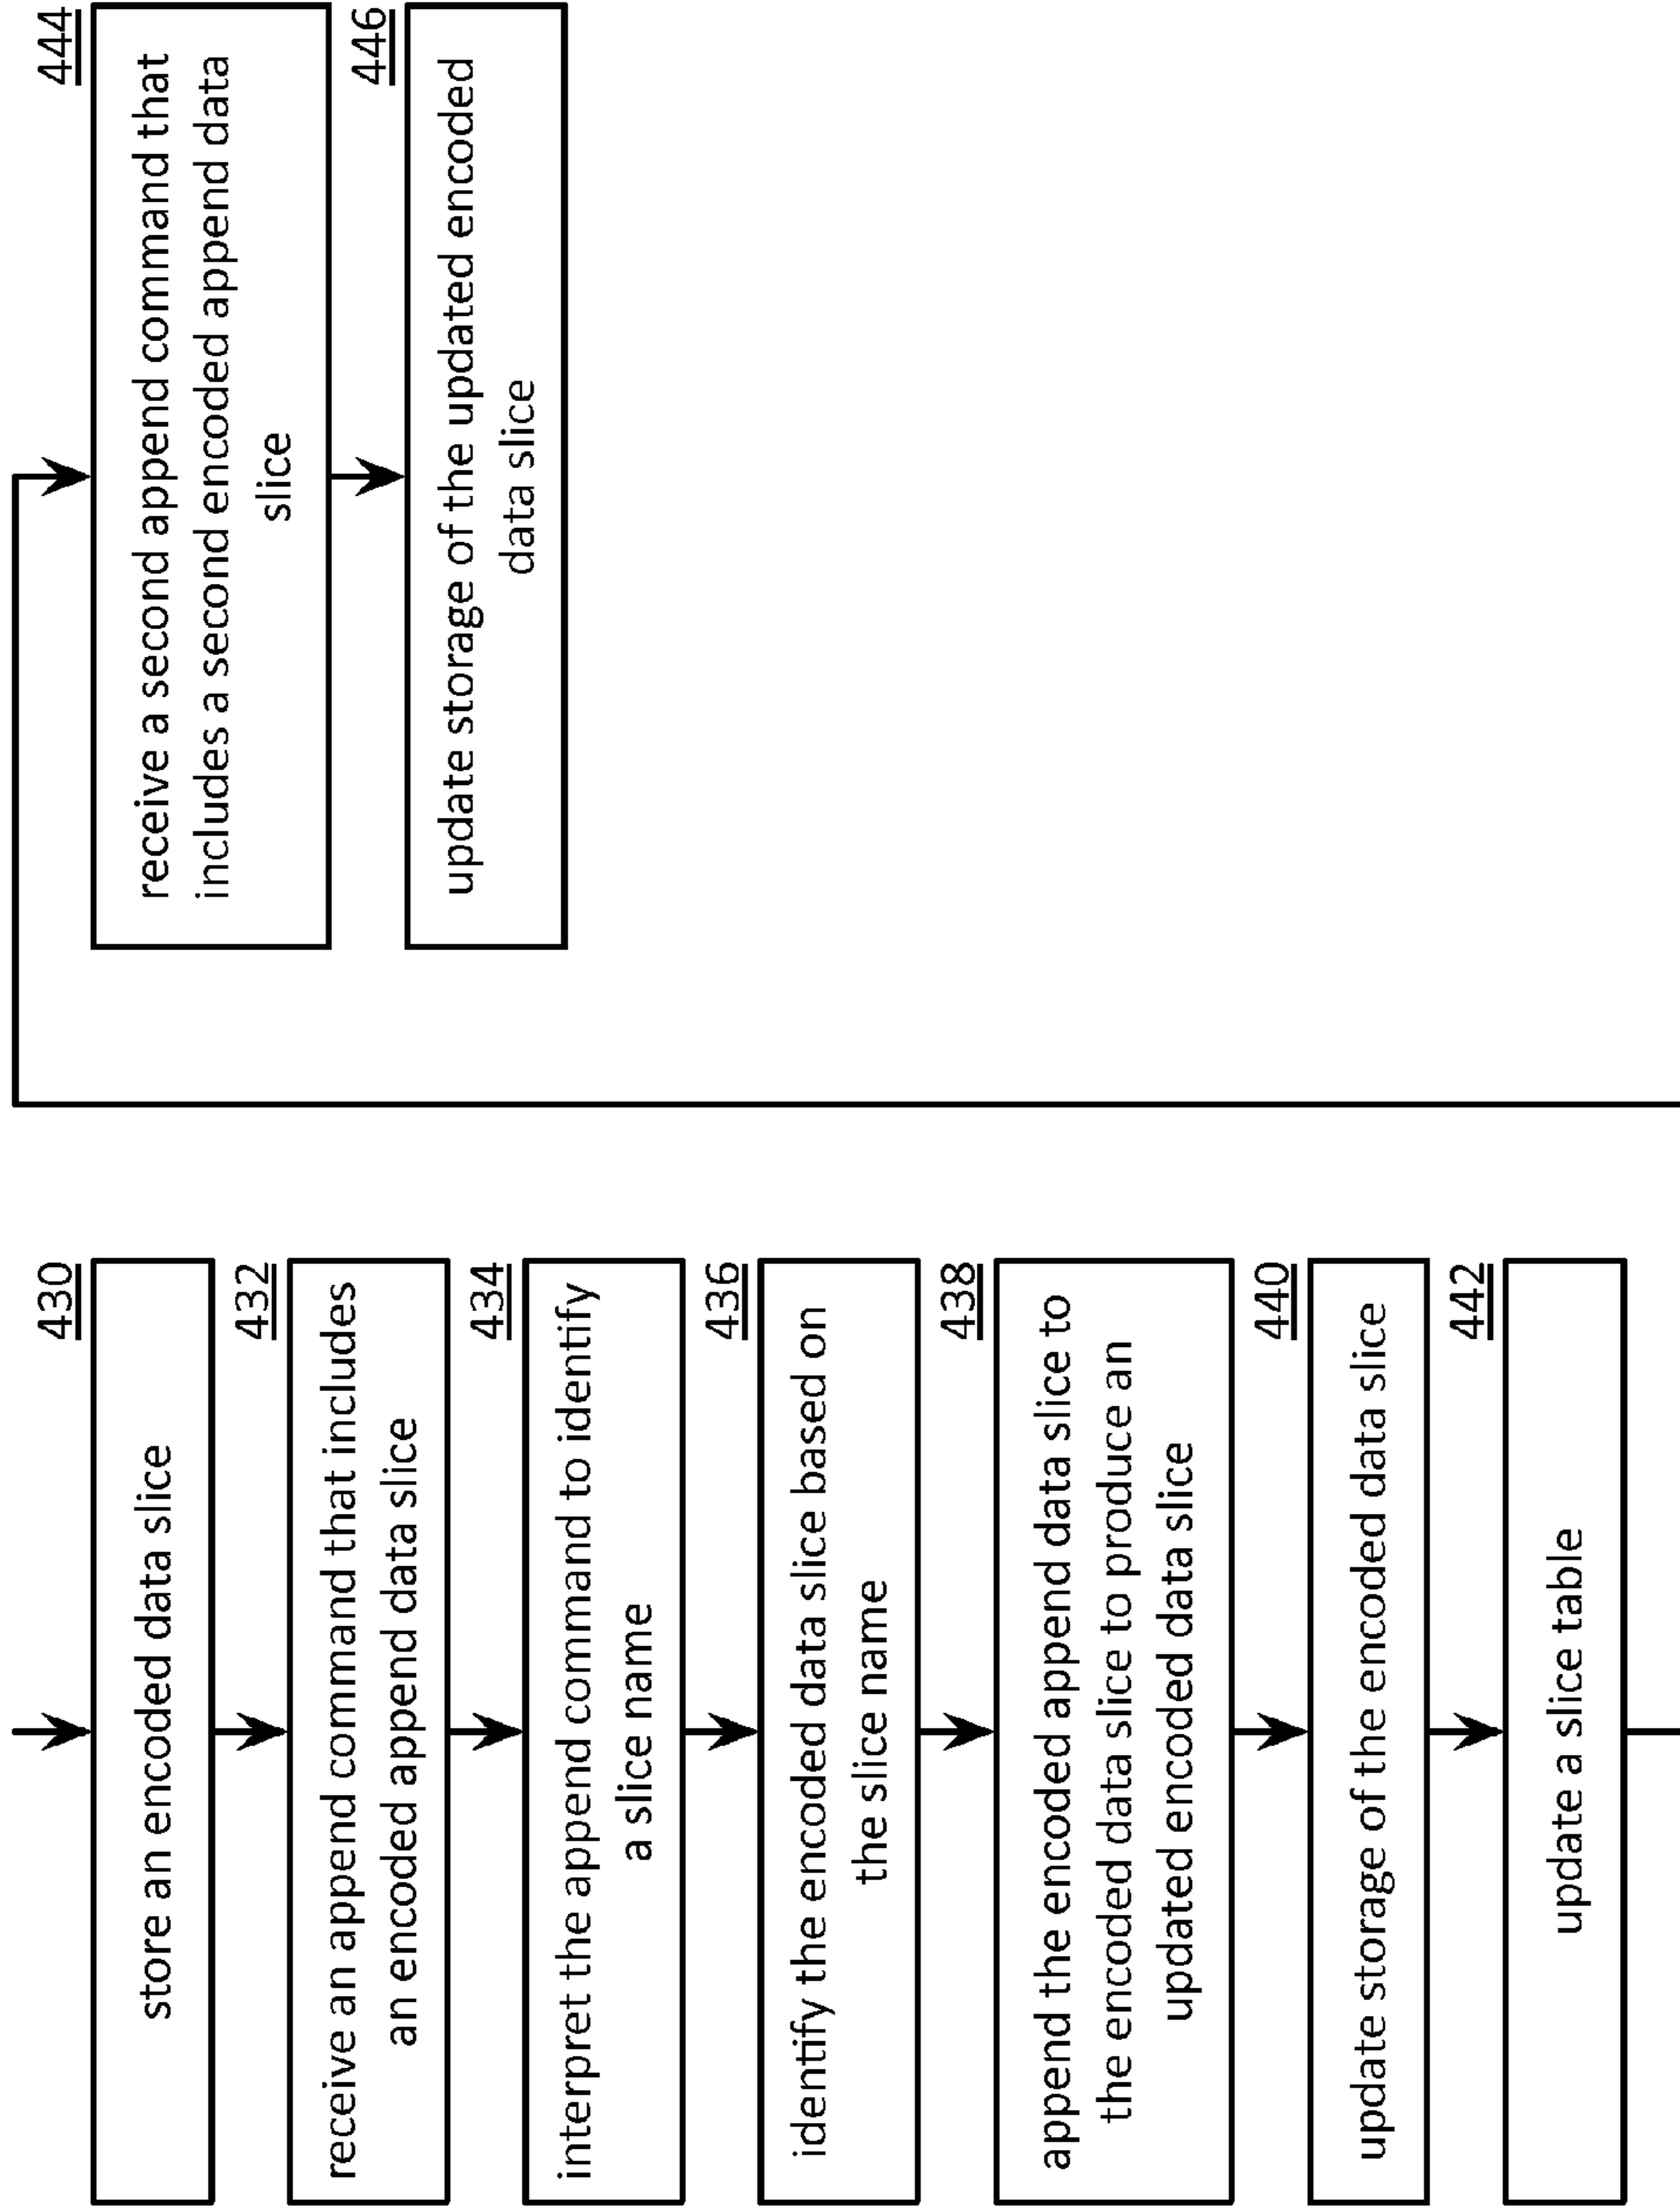 430
store an encoded data slice
432
receive an append command that includes
an encoded append data slice
434
interpret the append command to identify
a slice name
436
identify the encoded data slice based on
the slice name
438
append the encoded append data slice to
the encoded data slice to produce an
updated encoded data slice
440
update storage of the encoded data slice
442
update a slice table
444
receive a second append command that
includes a second encoded append data
slice
446
update storage of the updated encoded
data slice